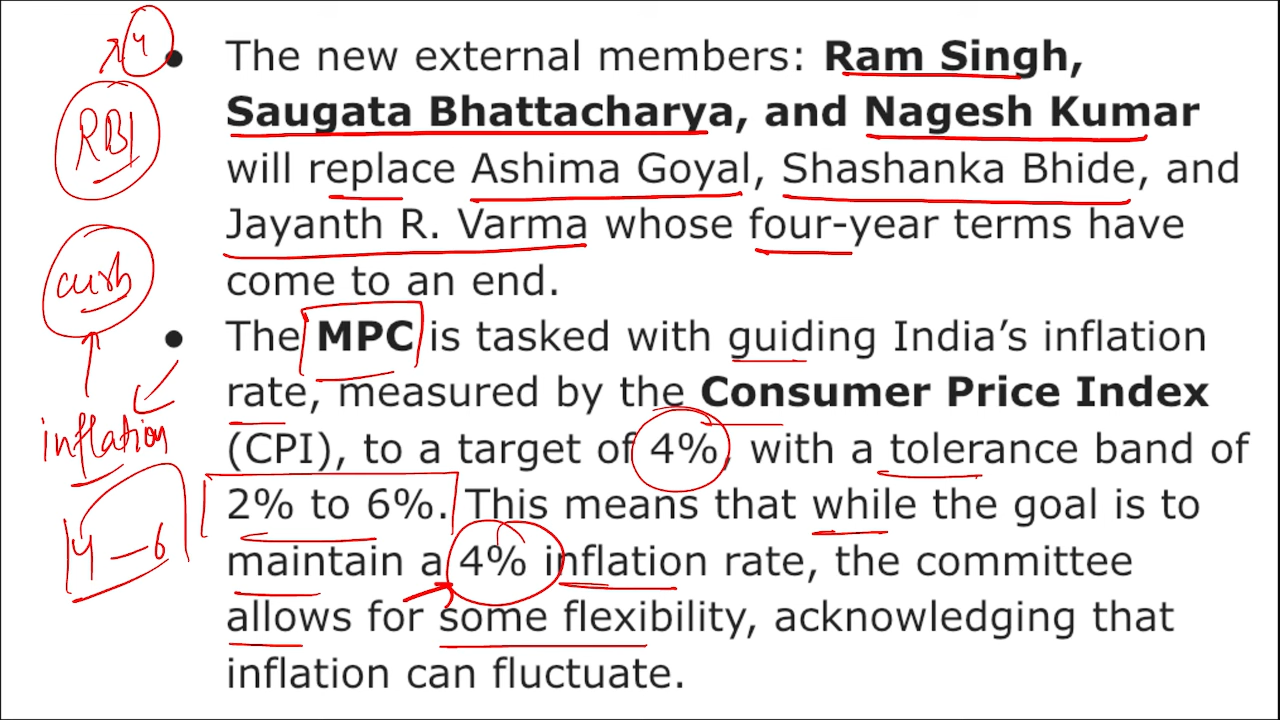 4
RBI
curb
inflation
4 – 6
• The new external members: Ram Singh,
Saugata Bhattacharya, and Nagesh Kumar
will replace Ashima Goyal, Shashanka Bhide, and
Jayanth R. Varma whose four-year terms have
come to an end.
• The MPC is tasked with guiding India’s inflation
rate, measured by the Consumer Price Index
(CPI), to a target of 4%, with a tolerance band of
2% to 6%. This means that while the goal is to
maintain a 4% inflation rate, the committee
allows for some flexibility, acknowledging that
inflation can fluctuate.